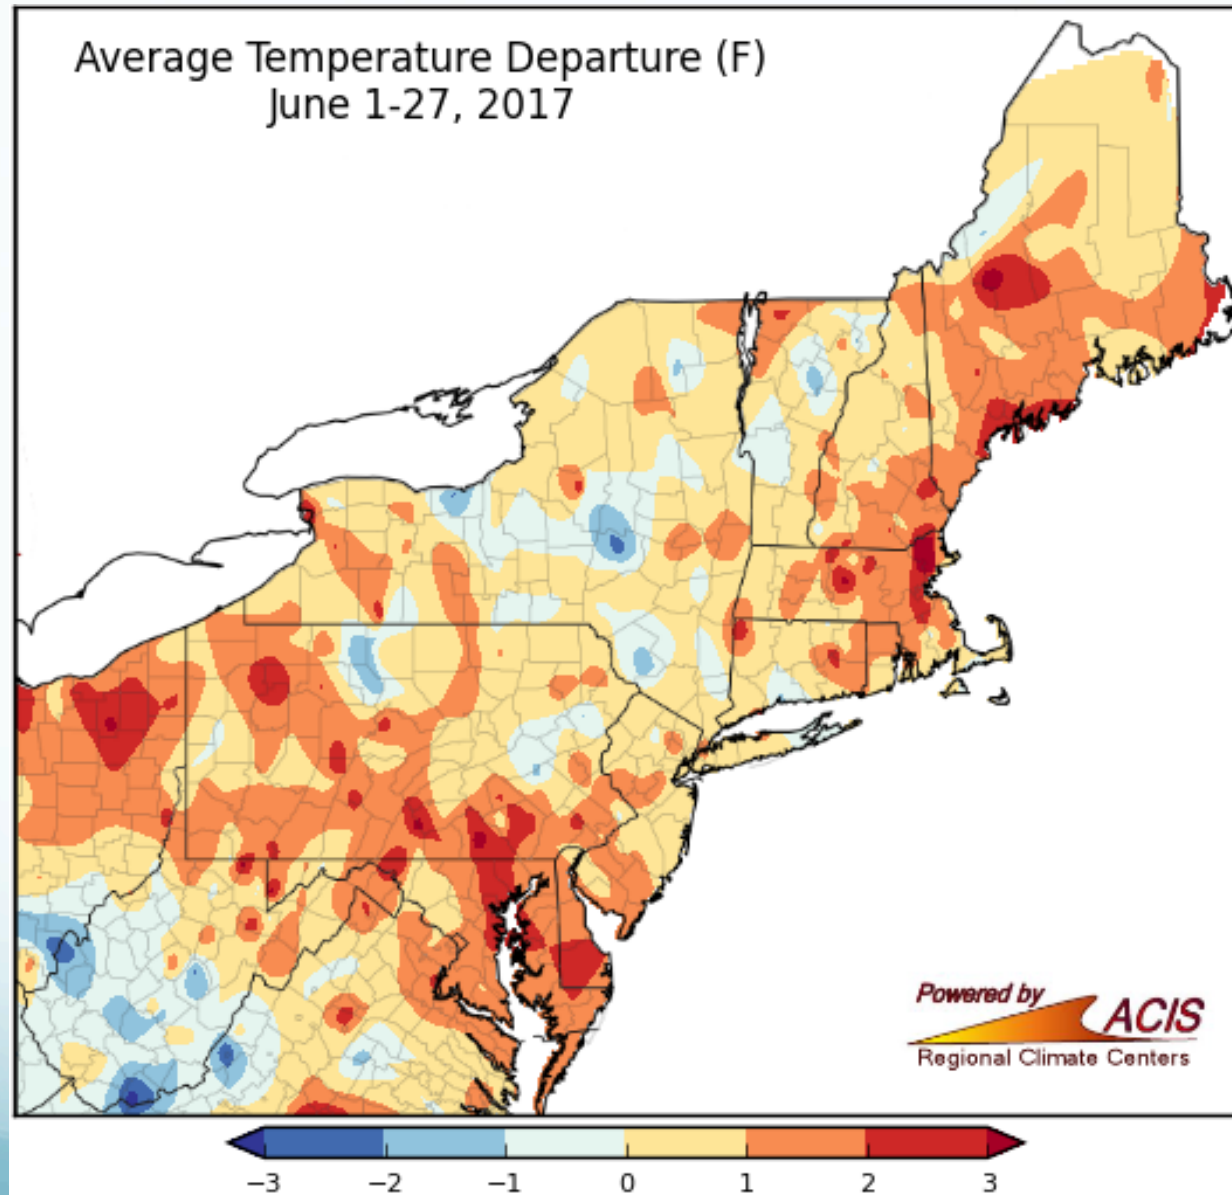 Average Temperature Departure (F)
June 1-27, 2017
Powered by
ACIS
Regional Climate Centers
−3 −2 −1 0 1 2 3